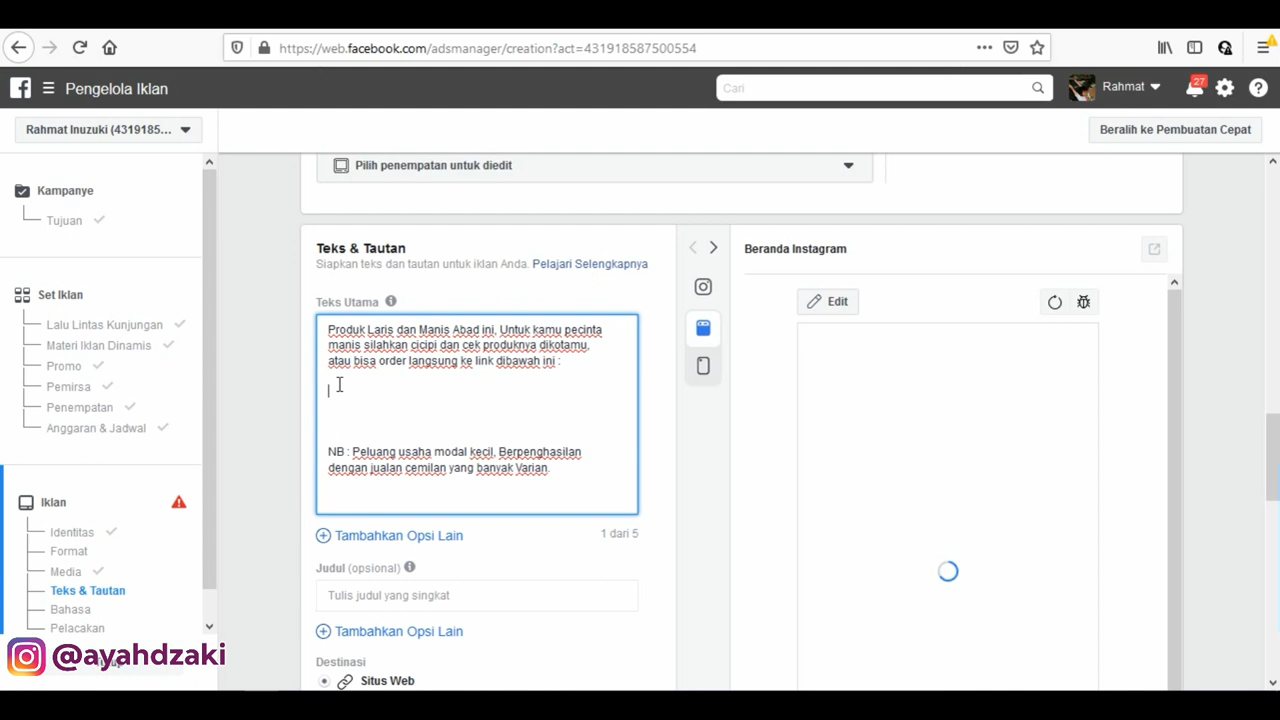 https://web.facebook.com/adsmanager/creation?act=431918587500554
Pengelola Iklan
Cari
Rahmat
27
Rahmat Inuzuki (4319185...
Beralih ke Pembuatan Cepat
Kampanye
Tujuan
Set Iklan
Lalu Lintas Kunjungan
Materi Iklan Dinamis
Promo
Pemirsa
Penempatan
Anggaran & Jadwal
Iklan
Identitas
Format
Media
Teks & Tautan
Bahasa
Pelacakan
@ayahdzaki
Pilih penempatan untuk diedit
Teks & Tautan
Siapkan teks dan tautan untuk iklan Anda. Pelajari Selengkapnya
Teks Utama
Produk Laris dan Manis Abad ini, Untuk kamu pecinta
manis silahkan cicipi dan cek produknya dikotamu,
atau bisa order langsung ke link dibawah ini :
NB : Peluang usaha modal kecil, Berpenghasilan
dengan jualan cemilan yang banyak Varian.
Tambahkan Opsi Lain
1 dari 5
Judul (opsional)
Tulis judul yang singkat
Tambahkan Opsi Lain
Destinasi
Situs Web
Beranda Instagram
Edit